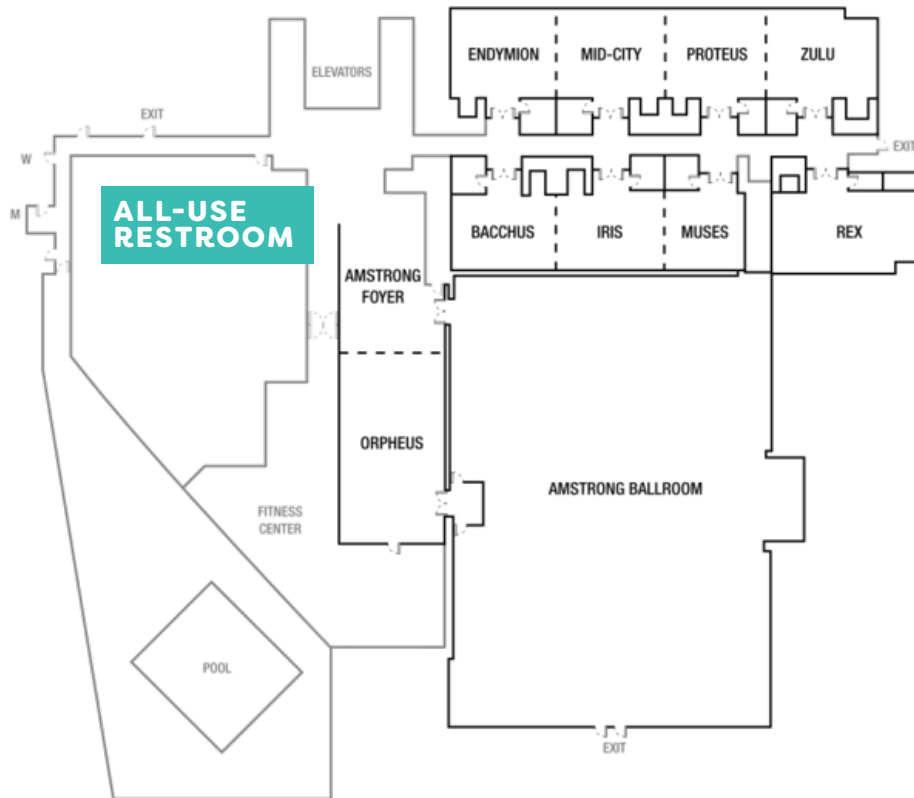 ENDYMION
MID-CITY
PROTEUS
ZULU
ELEVATORS
EXIT
EXIT
W
M
ALL-USE
RESTROOM
BACCHUS
IRIS
MUSES
REX
AMSTRONG
FOYER
ORPHEUS
AMSTRONG BALLROOM
FITNESS
CENTER
POOL
EXIT